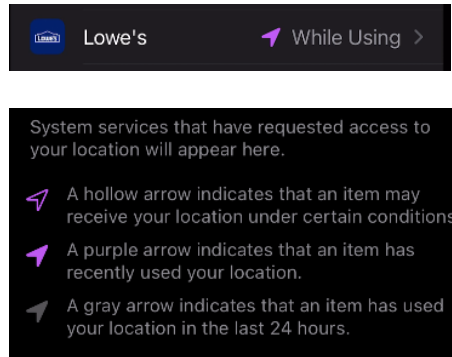 Lowe's
Lowe's While Using
System services that have requested access to
your location will appear here.
A hollow arrow indicates that an item may
receive your location under certain conditions
A purple arrow indicates that an item has
recently used your location.
A gray arrow indicates that an item has used
your location in the last 24 hours.